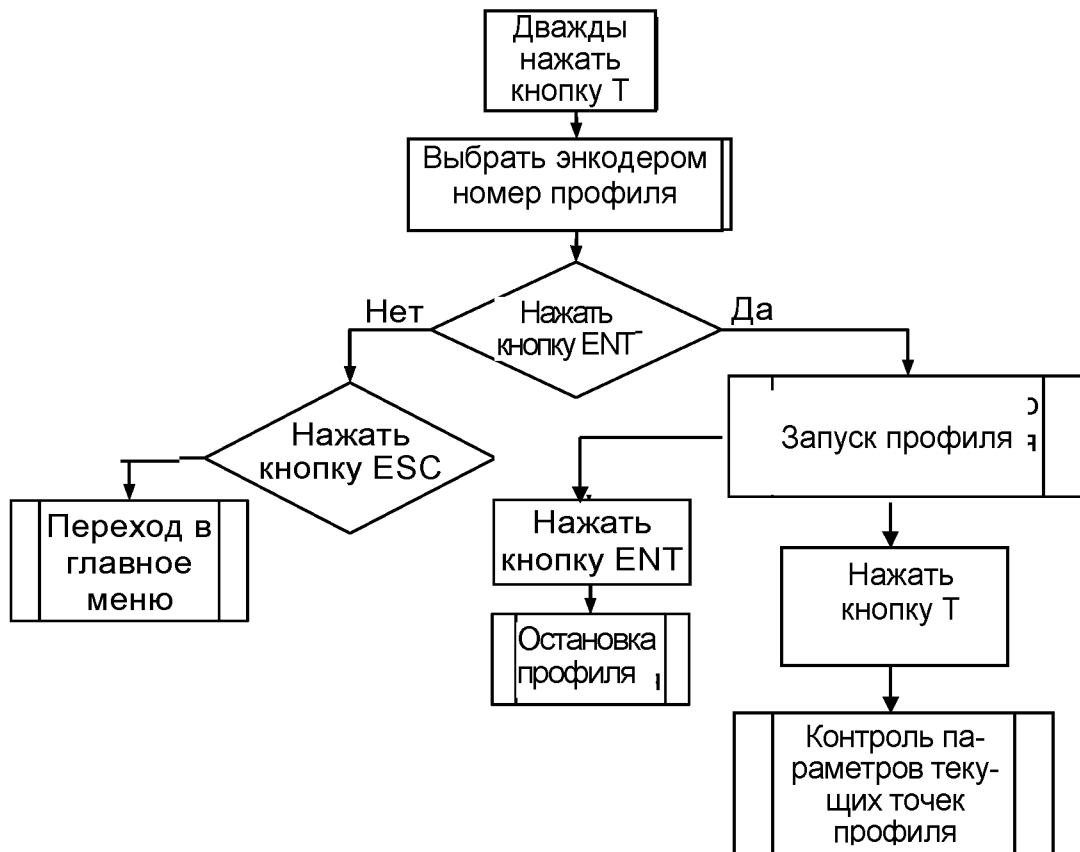 Дважды
нажать
кнопку Т
Выбрать энкодером
номер профиля
Нет
Нажать
кнопку ENT
Да
Нажать
кнопку ESC
Запуск профиля
Переход в
главное
меню
Нажать
кнопку ENT
Нажать
кнопку Т
Остановка
профиля
Контроль па-
раметров теку-
щих точек
профиля